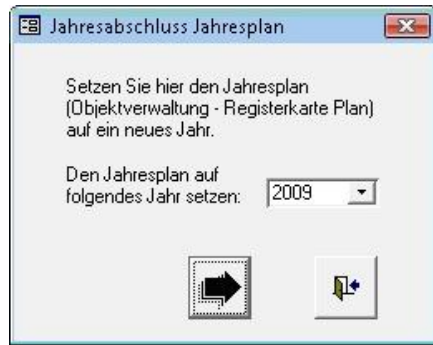 Jahresabschluss Jahresplan
Setzen Sie hier den Jahresplan
(Objektverwaltung - Registerkarte Plan)
auf ein neues Jahr.
Den Jahresplan auf
folgendes Jahr setzen:
2009